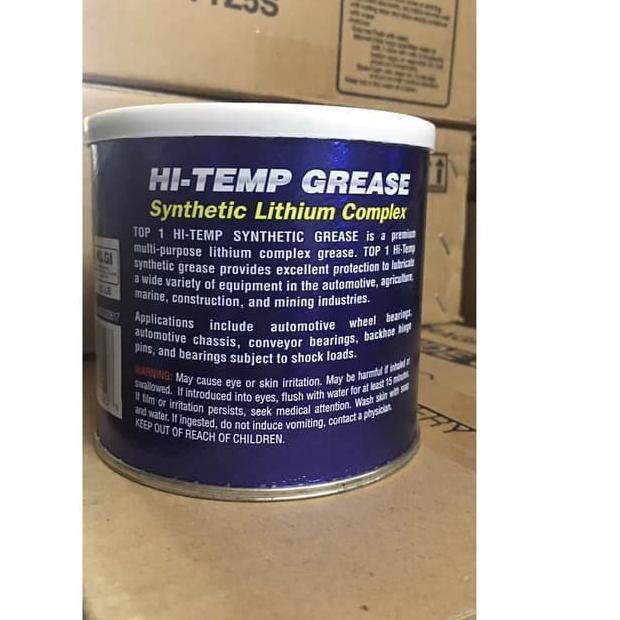 HI-TEMP GREASE
Synthetic Lithium Complex
TOP 1 HI-TEMP SYNTHETIC GREASE is a premium
multi-purpose lithium complex grease. TOP 1 Hi-Temp
synthetic grease provides excellent protection to lubricate
a wide variety of equipment in the automotive, agriculture,
marine, construction, and mining industries.
Applications include automotive wheel bearings,
automotive chassis, conveyor bearings, backhoe hinge
pins, and bearings subject to shock loads.
WARNING: May cause eye or skin irritation. May be harmful if inhaled or
swallowed. If introduced into eyes, flush with water for at least 15 minutes.
If film or irritation persists, seek medical attention. Wash skin with soap
and water. If ingested, do not induce vomiting, contact a physician.
KEEP OUT OF REACH OF CHILDREN.